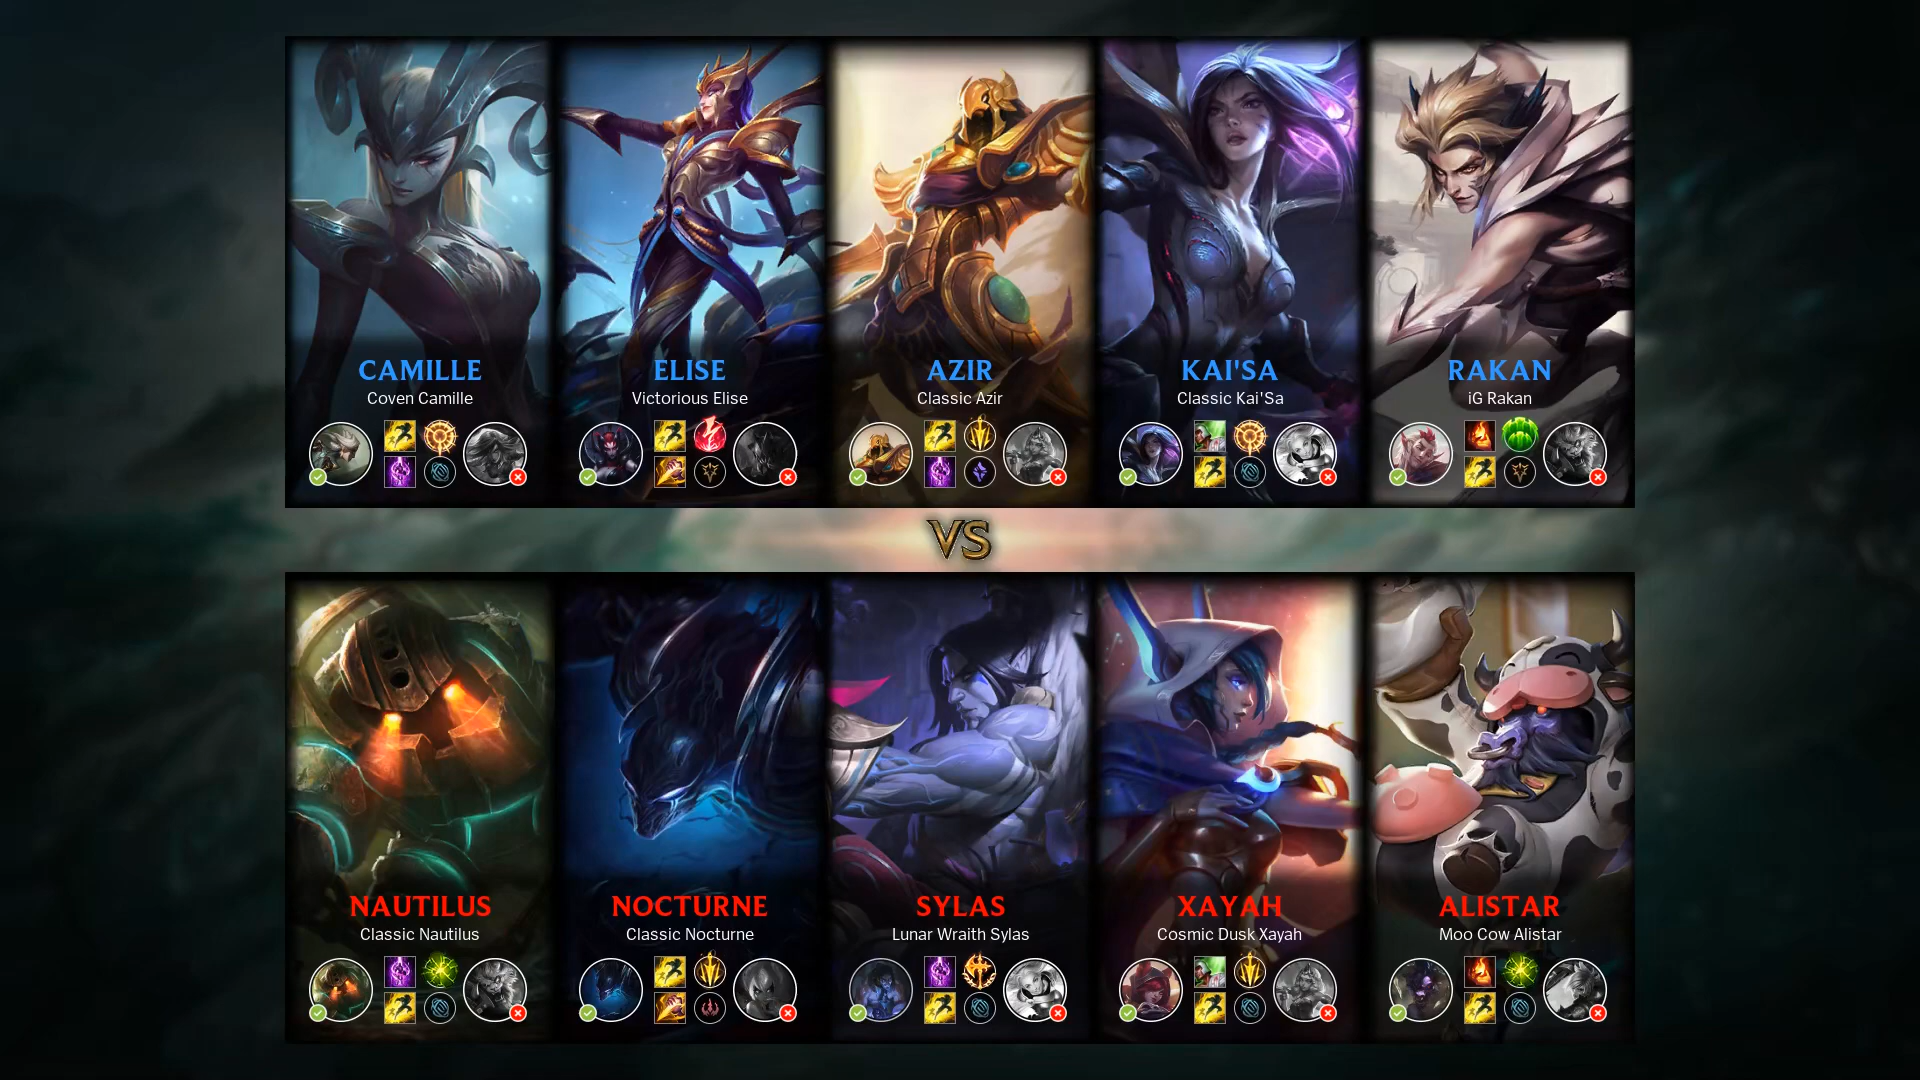 CAMILLE
Coven Camille
ELISE
Victorious Elise
AZIR
Classic Azir
KAI'SA
Classic Kai'Sa
RAKAN
iG Rakan
VS
NAUTILUS
Classic Nautilus
NOCTURNE
Classic Nocturne
SYLAS
Lunar Wraith Sylas
XAYAH
Cosmic Dusk Xayah
ALISTAR
Moo Cow Alistar